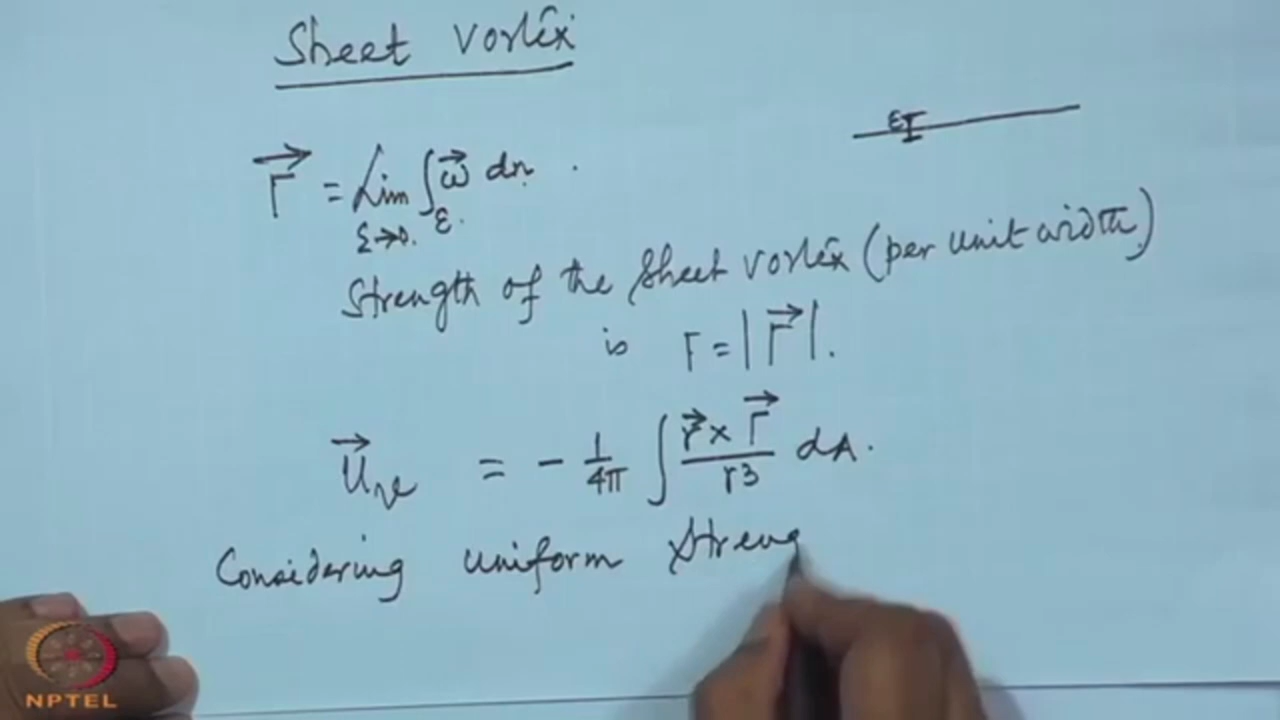 Sheet Vortex
εI
Γ⃗ = Lim ∫ ω⃗ dn.
ε→0. ε.
Strength of the Sheet Vortex (per unit width)
is Γ = |Γ⃗|.
U⃗ᵥ = - 1/4π ∫ r⃗ × Γ⃗ / r3 dA.
Considering uniform Streng
NPTEL